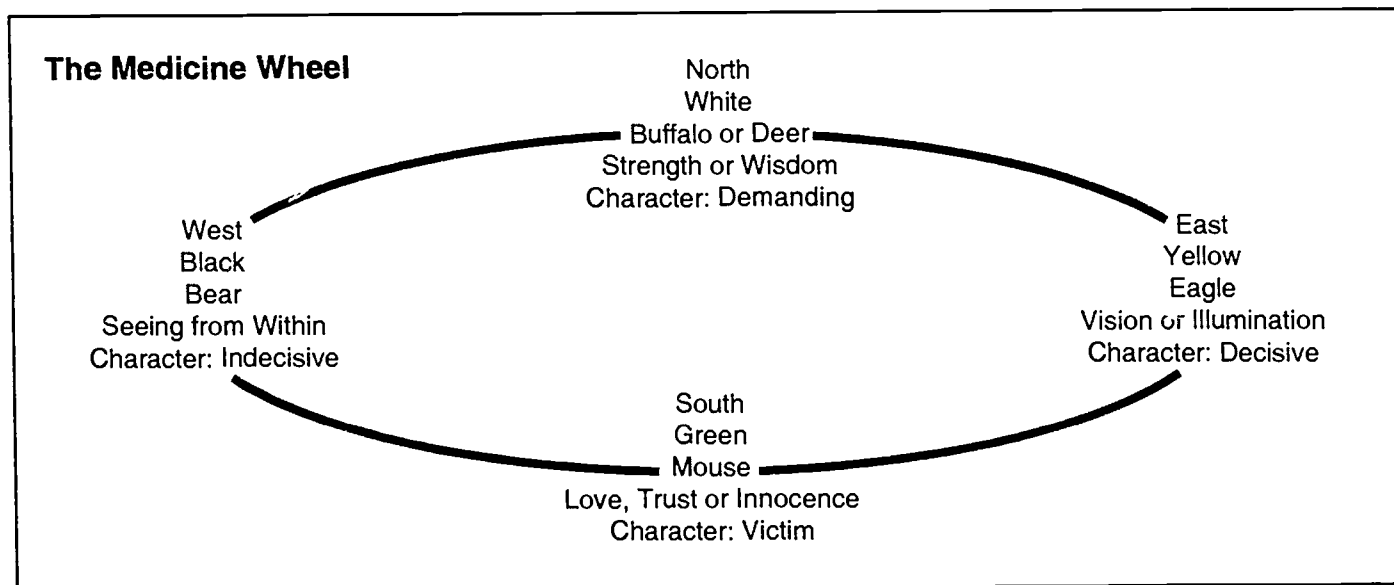 The Medicine Wheel
North
White
Buffalo or Deer
Strength or Wisdom
Character: Demanding
West
Black
Bear
Seeing from Within
Character: Indecisive
East
Yellow
Eagle
Vision or Illumination
Character: Decisive
South
Green
Mouse
Love, Trust or Innocence
Character: Victim